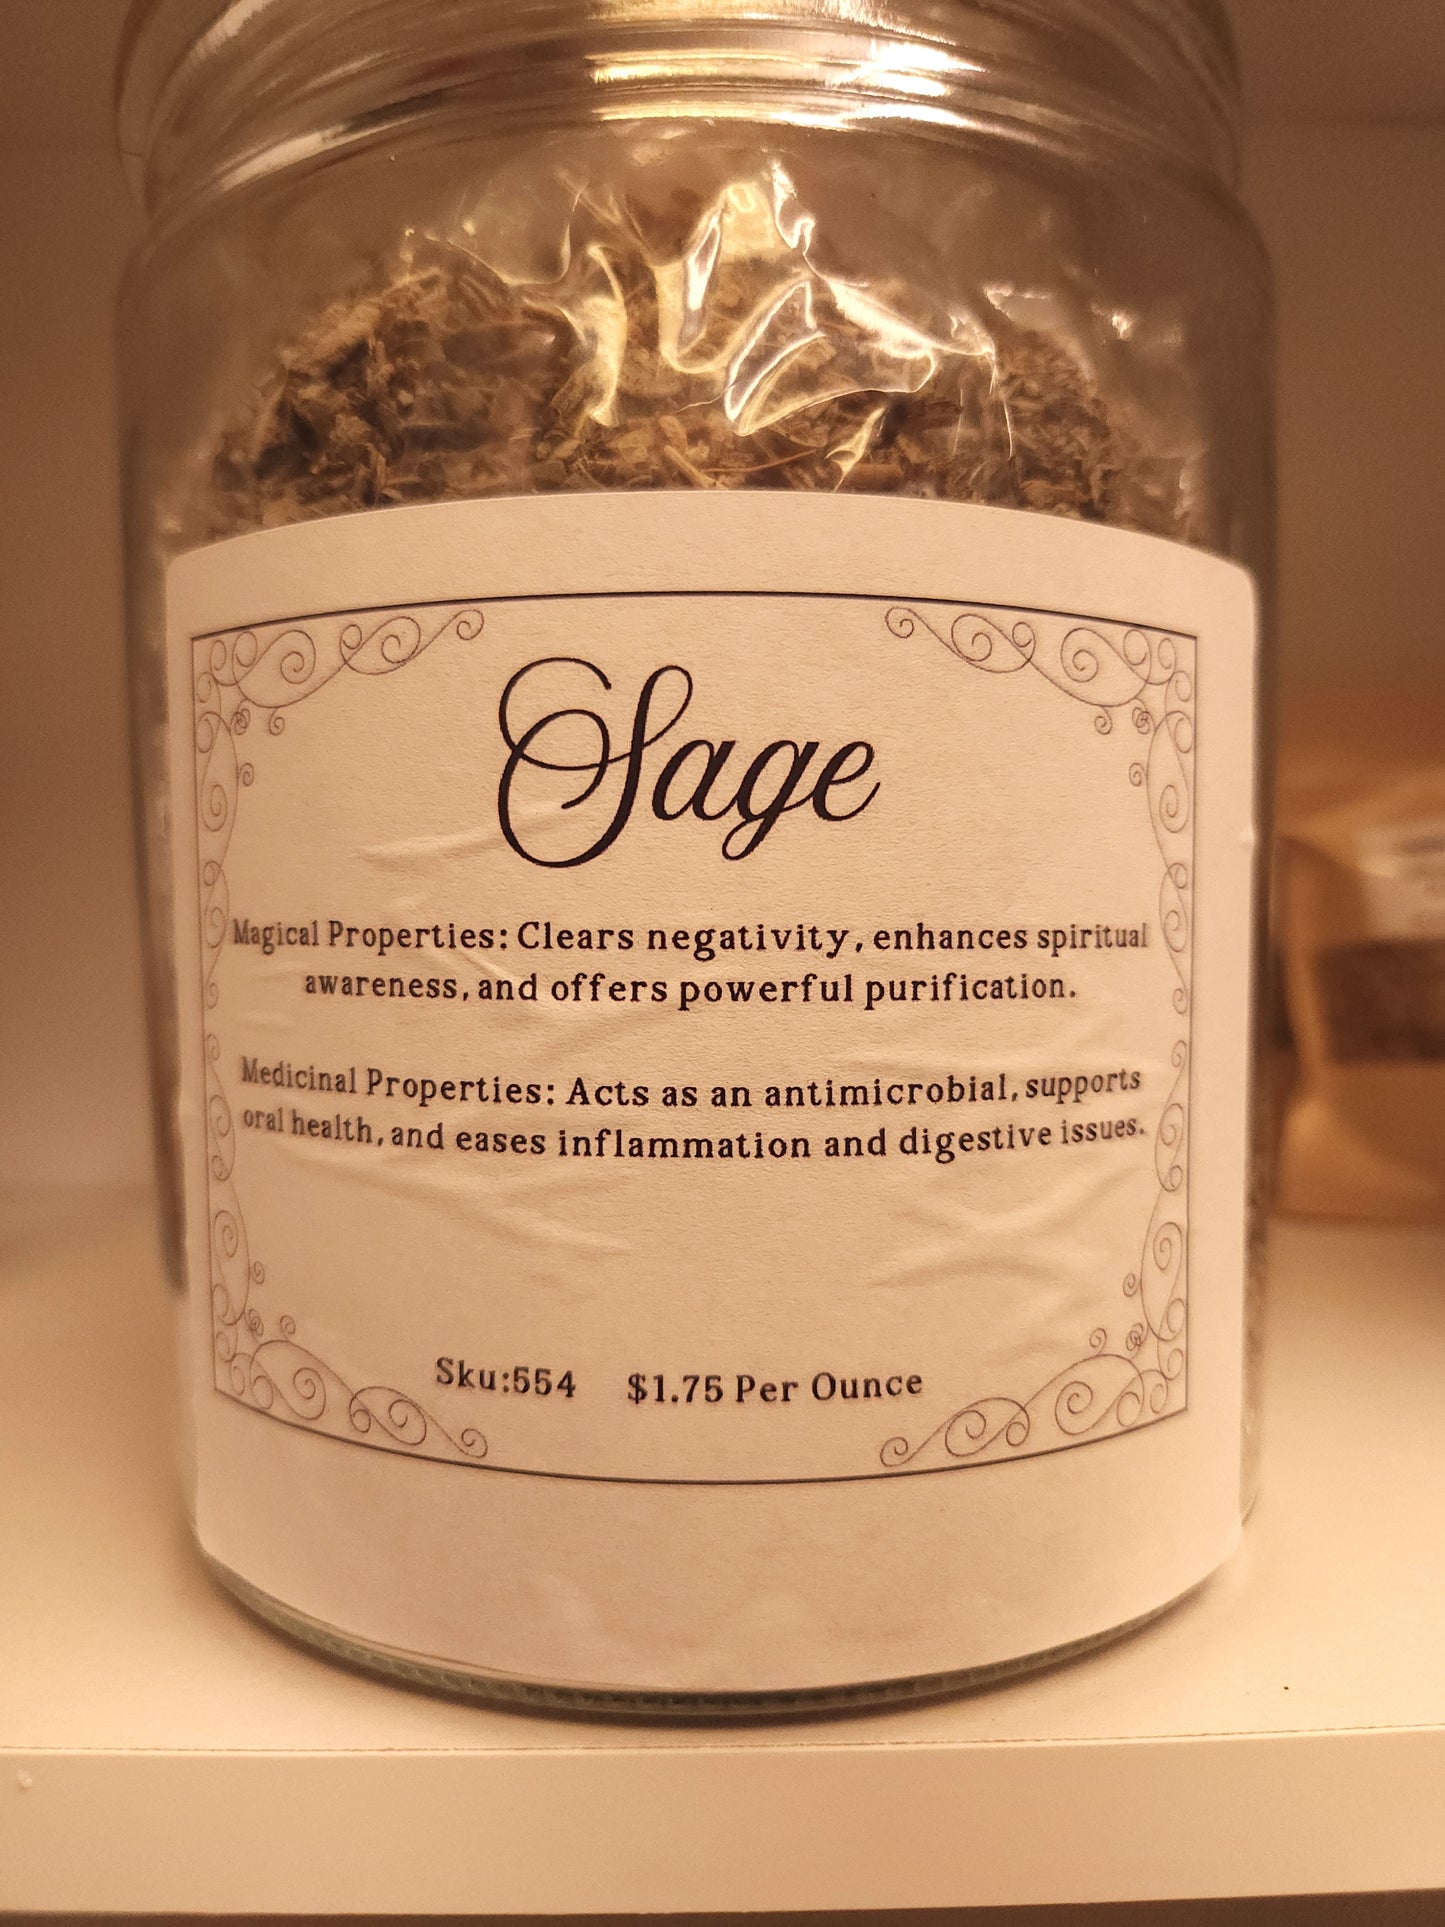 Sage
Magical Properties: Clears negativity, enhances spiritual
awareness, and offers powerful purification.
Medicinal Properties: Acts as an antimicrobial, supports
oral health, and eases inflammation and digestive issues.
Sku:554 $1.75 Per Ounce